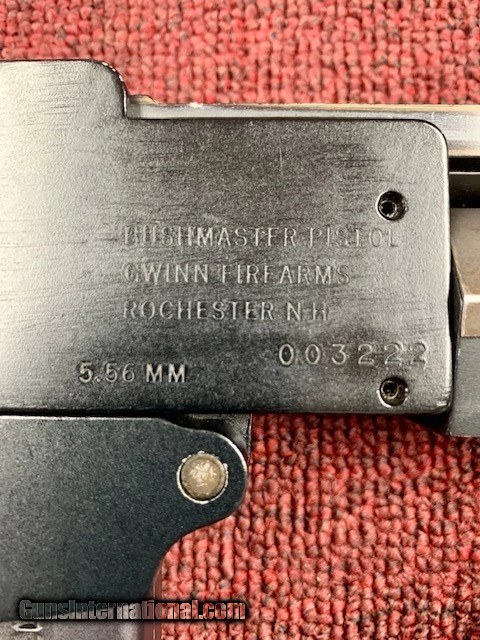 BUSHMASTER PISTOL
GWINN FIREARMS
ROCHESTER N-H
003222
5.56 MM
GunsInternational.com